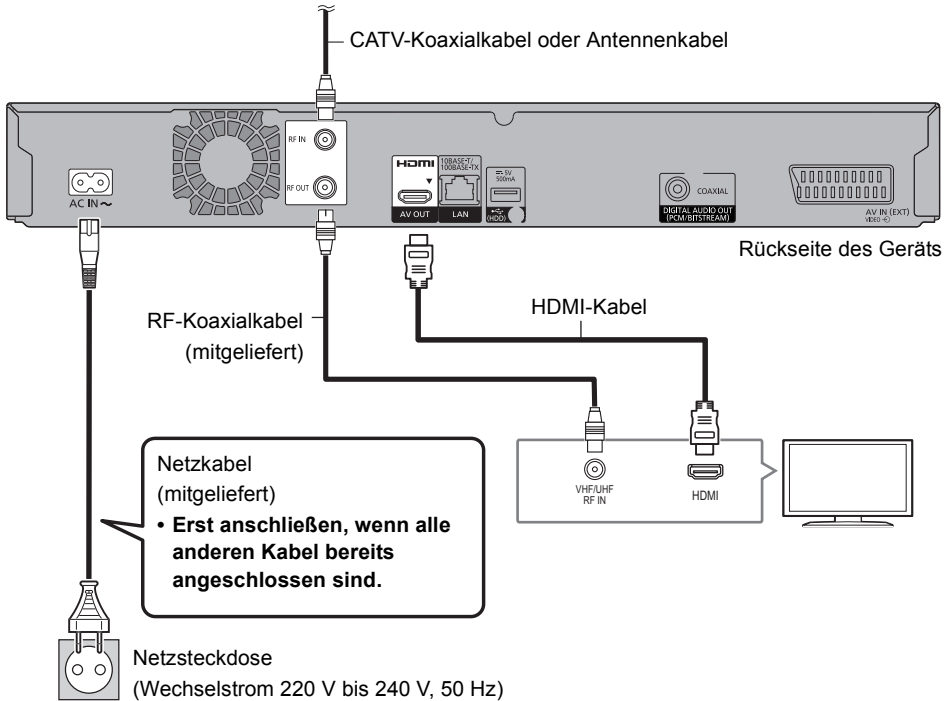 CATV-Koaxialkabel oder Antennenkabel
RF IN
RF OUT
AC IN ~
HDMI
AV OUT
10BASE-T/
100BASE-TX
LAN
5V
500mA
(HDD)
COAXIAL
DIGITAL AUDIO OUT
(PCM/BITSTREAM)
AV IN (EXT)
VIDEO
Rückseite des Geräts
RF-Koaxialkabel
(mitgeliefert)
HDMI-Kabel
VHF/UHF
RF IN
HDMI
Netzkabel
(mitgeliefert)
• Erst anschließen, wenn alle
anderen Kabel bereits
angeschlossen sind.
Netzsteckdose
(Wechselstrom 220 V bis 240 V, 50 Hz)